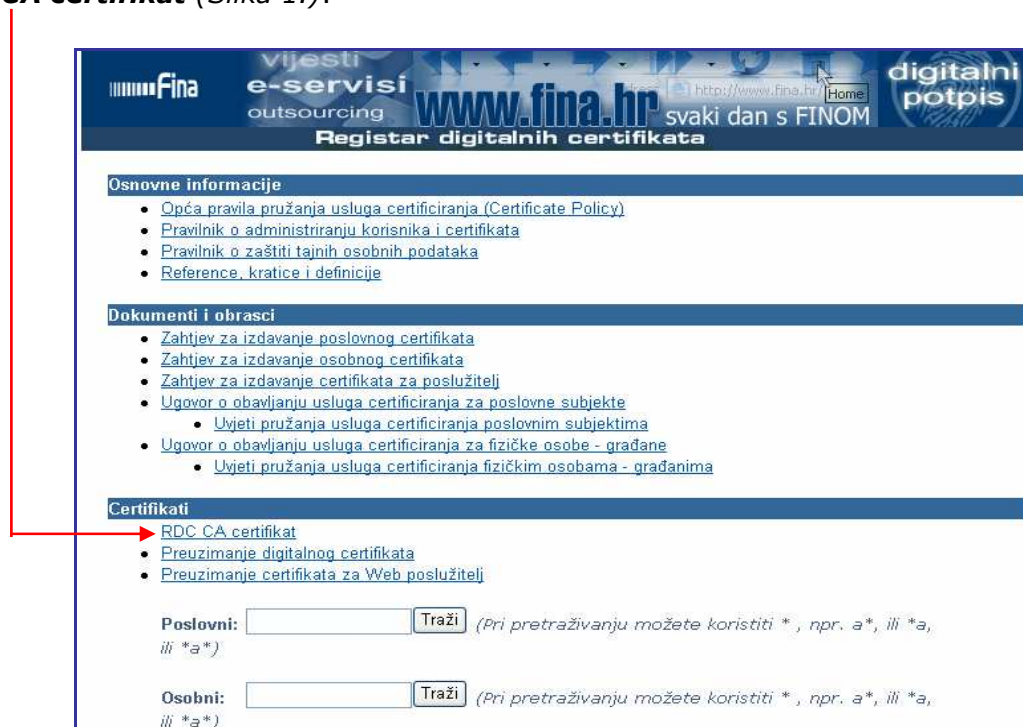 CA certifikat (Slika 17).
Fina
vijesti
e-servisi
outsourcing
www.fina.hr
http://www.fina.hr/
Home
svaki dan s FINOM
digitalni
potpis
Registar digitalnih certifikata
Osnovne informacije
• Opća pravila pružanja usluga certificiranja (Certificate Policy)
• Pravilnik o administriranju korisnika i certifikata
• Pravilnik o zaštiti tajnih osobnih podataka
• Reference, kratice i definicije
Dokumenti i obrasci
• Zahtjev za izdavanje poslovnog certifikata
• Zahtjev za izdavanje osobnog certifikata
• Zahtjev za izdavanje certifikata za poslužitelj
• Ugovor o obavljanju usluga certificiranja za poslovne subjekte
• Uvjeti pružanja usluga certificiranja poslovnim subjektima
• Ugovor o obavljanju usluga certificiranja za fizičke osobe - građane
• Uvjeti pružanja usluga certificiranja fizičkim osobama - građanima
Certifikati
RDC CA certifikat
• Preuzimanje digitalnog certifikata
• Preuzimanje certifikata za Web poslužitelj
Poslovni: Traži (Pri pretraživanju možete koristiti * , npr. a*, ili *a,
ili *a*)
Osobni: Traži (Pri pretraživanju možete koristiti * , npr. a*, ili *a,
ili *a*)